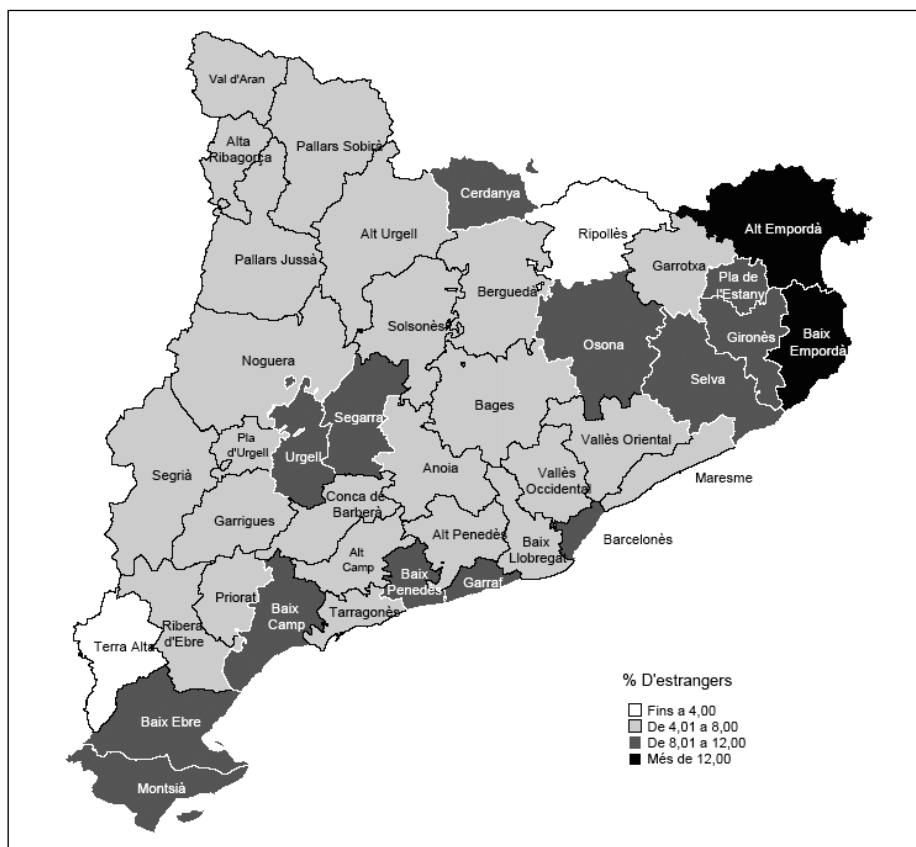 Val d'Aran
Alta
Ribagorça
Pallars Sobirà
Cerdanya
Ripollès
Alt Empordà
Alt Urgell
Garrotxa
Pallars Jussà
Pla de
l'Estany
Berguedà
Solsonès
Gironès
Baix
Empordà
Osona
Noguera
Selva
Bages
Segarra
Pla
d'Urgell
Urgell
Vallès Oriental
Segrià
Anoia
Vallès
Occidental
Maresme
Conca de
Barberà
Garrigues
Alt Penedès
Baix
Llobregat
Barcelonès
Alt
Camp
Baix
Penedès
Garraf
Priorat
Baix
Camp
Tarragonès
Ribera
d'Ebre
Terra Alta
% D'estrangers
Fins a 4,00
De 4,01 a 8,00
De 8,01 a 12,00
Més de 12,00
Baix Ebre
Montsià